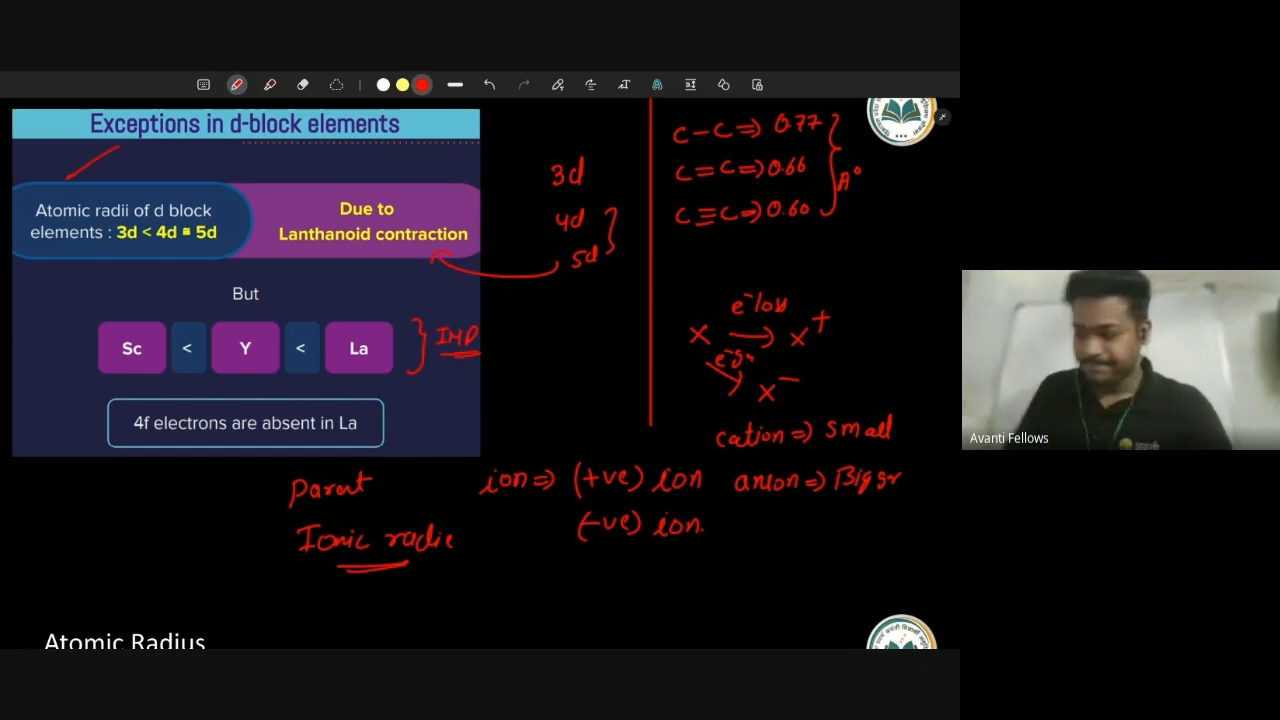 Exceptions in d-block elements
Atomic radii of d block
elements : 3d < 4d ≅ 5d
Due to
Lanthanoid contraction
But
Sc < Y < La
} IMP
4f electrons are absent in La
3d
4d
5d
C-C ⇒ 0.77
C=C ⇒ 0.66
C≡C ⇒ 0.60
A°
e⁻ loss
X → X⁺
X⁻
cation ⇒ small
anion ⇒ Bigger
Parent
ion ⇒ (+ve) ion
(-ve) ion.
Ionic radie
Atomic Radius
Avanti Fellows